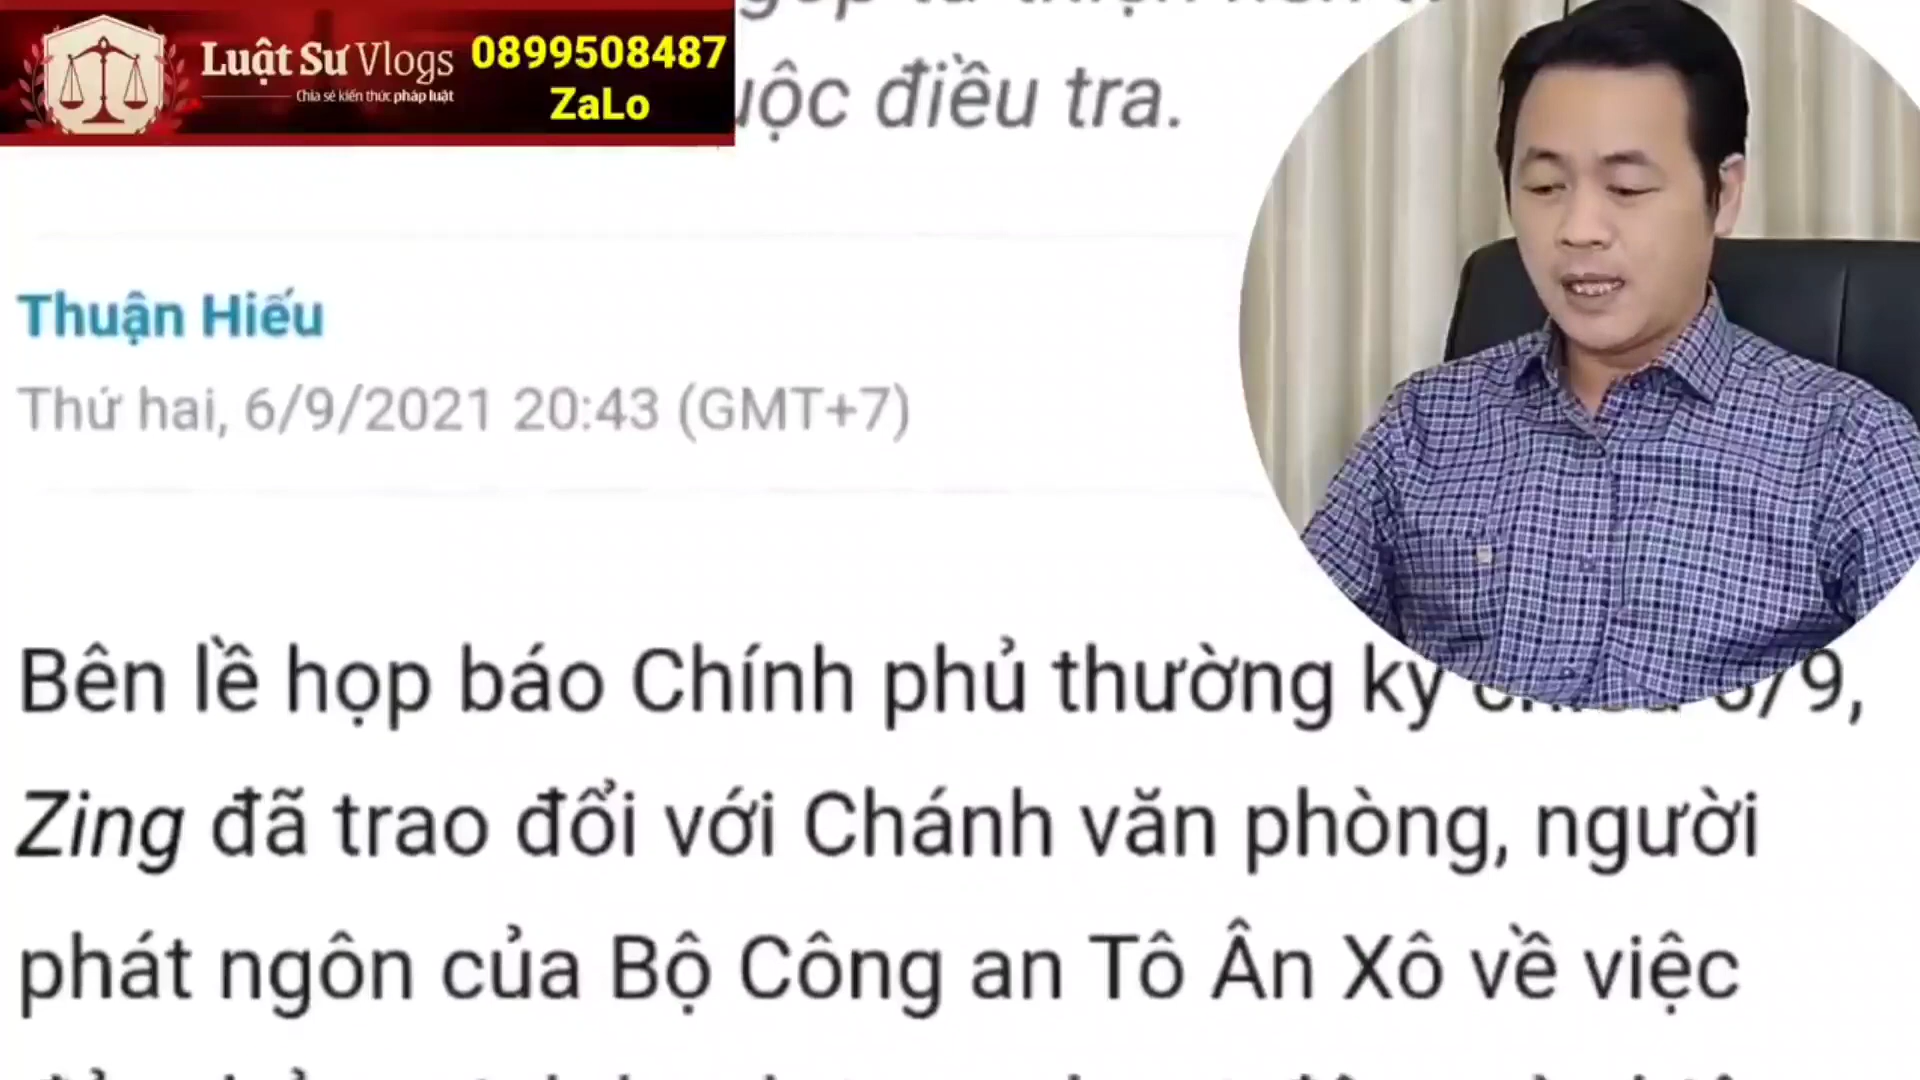 Luật Sư Vlogs
Chia sẻ kiến thức pháp luật
0899508487
ZaLo
điều tra.
Thuận Hiếu
Thứ hai, 6/9/2021 20:43 (GMT+7)
Bên lề họp báo Chính phủ thường kỳ
Zing đã trao đổi với Chánh văn phòng, người
phát ngôn của Bộ Công an Tô Ân Xô về việc